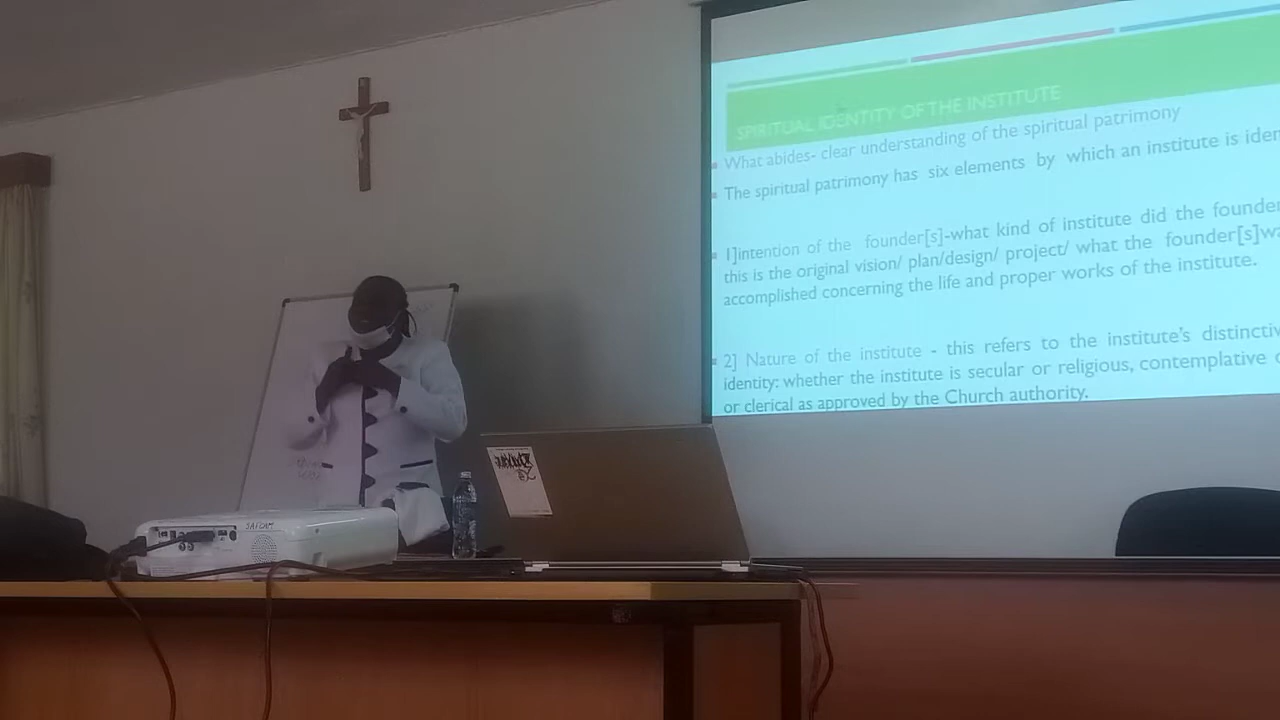 SPIRITUAL IDENTITY OF THE INSTITUTE
What abides- clear understanding of the spiritual patrimony
The spiritual patrimony has six elements by which an institute is iden
1]intention of the founder[s]-what kind of institute did the founder
this is the original vision/ plan/design/ project/ what the founder[s]wa
accomplished concerning the life and proper works of the institute.
2] Nature of the institute - this refers to the institute's distinctiv
identity: whether the institute is secular or religious, contemplative
or clerical as approved by the Church authority.